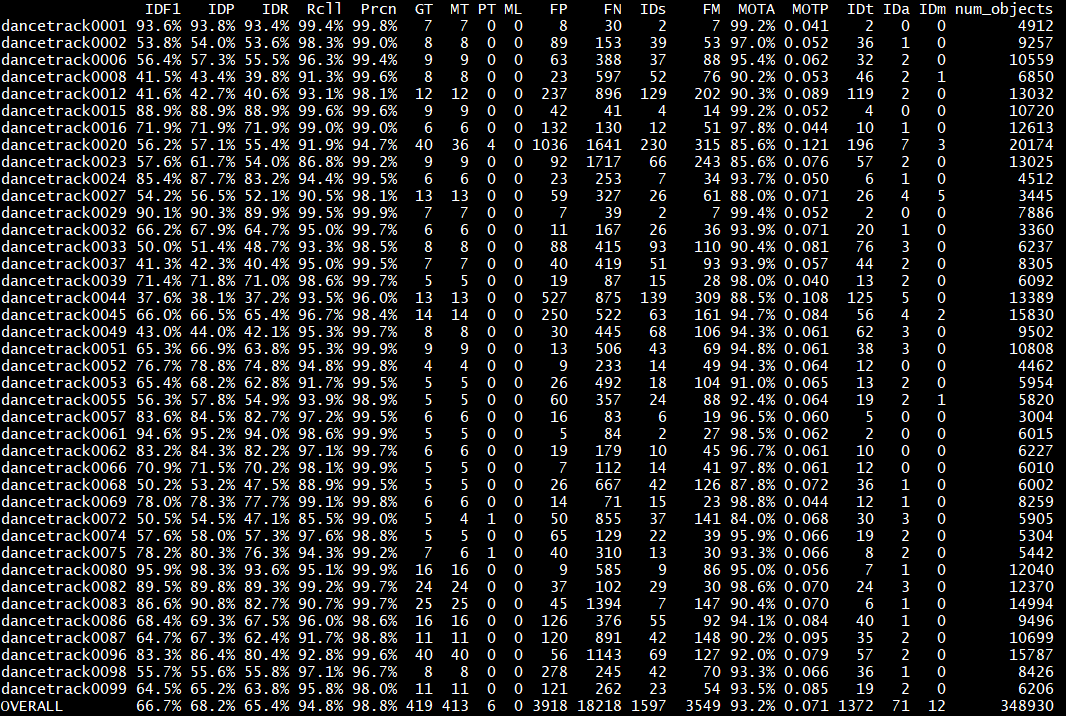 IDF1 IDP IDR Rcll Prcn GT MT PT ML FP FN IDs FM MOTA MOTP IDt IDa IDm num_objects
dancetrack0001 93.6% 93.8% 93.4% 99.4% 99.8% 7 7 0 0 8 30 2 7 99.2% 0.041 2 0 0 4912
dancetrack0002 53.8% 54.0% 53.6% 98.3% 99.0% 8 8 0 0 89 153 39 53 97.0% 0.052 36 1 0 9257
dancetrack0006 56.4% 57.3% 55.5% 96.3% 99.4% 9 9 0 0 63 388 37 88 95.4% 0.062 32 2 0 10559
dancetrack0008 41.5% 43.4% 39.8% 91.3% 99.6% 8 8 0 0 23 597 52 76 90.2% 0.053 46 2 1 6850
dancetrack0012 41.6% 42.7% 40.6% 93.1% 98.1% 12 12 0 0 237 896 129 202 90.3% 0.089 119 2 0 13032
dancetrack0015 88.9% 88.9% 88.9% 99.6% 99.6% 9 9 0 0 42 41 4 14 99.2% 0.052 4 0 0 10720
dancetrack0016 71.9% 71.9% 71.9% 99.0% 99.0% 6 6 0 0 132 130 12 51 97.8% 0.044 10 1 0 12613
dancetrack0020 56.2% 57.1% 55.4% 91.9% 94.7% 40 36 4 0 1036 1641 230 315 85.6% 0.121 196 7 3 20174
dancetrack0023 57.6% 61.7% 54.0% 86.8% 99.2% 9 9 0 0 92 1717 66 243 85.6% 0.076 57 2 0 13025
dancetrack0024 85.4% 87.7% 83.2% 94.4% 99.5% 6 6 0 0 23 253 7 34 93.7% 0.050 6 1 0 4512
dancetrack0027 54.2% 56.5% 52.1% 90.5% 98.1% 13 13 0 0 59 327 26 61 88.0% 0.071 26 4 5 3445
dancetrack0029 90.1% 90.3% 89.9% 99.5% 99.9% 7 7 0 0 7 39 2 7 99.4% 0.052 2 0 0 7886
dancetrack0032 66.2% 67.9% 64.7% 95.0% 99.7% 6 6 0 0 11 167 26 36 93.9% 0.071 20 1 0 3360
dancetrack0033 50.0% 51.4% 48.7% 93.3% 98.5% 8 8 0 0 88 415 93 110 90.4% 0.081 76 3 0 6237
dancetrack0037 41.3% 42.3% 40.4% 95.0% 99.5% 7 7 0 0 40 419 51 93 93.9% 0.057 44 2 0 8305
dancetrack0039 71.4% 71.8% 71.0% 98.6% 99.7% 5 5 0 0 19 87 15 28 98.0% 0.040 13 2 0 6092
dancetrack0044 37.6% 38.1% 37.2% 93.5% 96.0% 13 13 0 0 527 875 139 309 88.5% 0.108 125 5 0 13389
dancetrack0045 66.0% 66.5% 65.4% 96.7% 98.4% 14 14 0 0 250 522 63 161 94.7% 0.084 56 4 2 15830
dancetrack0049 43.0% 44.0% 42.1% 95.3% 99.7% 8 8 0 0 30 445 68 106 94.3% 0.061 62 3 0 9502
dancetrack0051 65.3% 66.9% 63.8% 95.3% 99.9% 9 9 0 0 13 506 43 69 94.8% 0.061 38 3 0 10808
dancetrack0052 76.7% 78.8% 74.8% 94.8% 99.8% 4 4 0 0 9 233 14 49 94.3% 0.064 12 0 0 4462
dancetrack0053 65.4% 68.2% 62.8% 91.7% 99.5% 5 5 0 0 26 492 18 104 91.0% 0.065 13 2 0 5954
dancetrack0055 56.3% 57.8% 54.9% 93.9% 98.9% 5 5 0 0 60 357 24 88 92.4% 0.064 19 2 1 5820
dancetrack0057 83.6% 84.5% 82.7% 97.2% 99.5% 6 6 0 0 16 83 6 19 96.5% 0.060 5 0 0 3004
dancetrack0061 94.6% 95.2% 94.0% 98.6% 99.9% 5 5 0 0 5 84 2 27 98.5% 0.062 2 0 0 6015
dancetrack0062 83.2% 84.3% 82.2% 97.1% 99.7% 6 6 0 0 19 179 10 45 96.7% 0.061 10 0 0 6227
dancetrack0066 70.9% 71.5% 70.2% 98.1% 99.9% 5 5 0 0 7 112 14 41 97.8% 0.061 12 0 0 6010
dancetrack0068 50.2% 53.2% 47.5% 88.9% 99.5% 5 5 0 0 26 667 42 126 87.8% 0.072 36 1 0 6002
dancetrack0069 78.0% 78.3% 77.7% 99.1% 99.8% 6 6 0 0 14 71 15 23 98.8% 0.044 12 1 0 8259
dancetrack0072 50.5% 54.5% 47.1% 85.5% 99.0% 5 4 1 0 50 855 37 141 84.0% 0.068 30 3 0 5905
dancetrack0074 57.6% 58.0% 57.3% 97.6% 98.8% 5 5 0 0 65 129 22 39 95.9% 0.066 19 2 0 5304
dancetrack0075 78.2% 80.3% 76.3% 94.3% 99.2% 7 6 1 0 40 310 13 30 93.3% 0.066 8 2 0 5442
dancetrack0080 95.9% 98.3% 93.6% 95.1% 99.9% 16 16 0 0 9 585 9 86 95.0% 0.056 7 1 0 12040
dancetrack0082 89.5% 89.8% 89.3% 99.2% 99.7% 24 24 0 0 37 102 29 30 98.6% 0.070 24 3 0 12370
dancetrack0083 86.6% 90.8% 82.7% 90.7% 99.7% 25 25 0 0 45 1394 7 147 90.4% 0.070 6 1 0 14994
dancetrack0086 68.4% 69.3% 67.5% 96.0% 98.6% 16 16 0 0 126 376 55 92 94.1% 0.084 40 1 0 9496
dancetrack0087 64.7% 67.3% 62.4% 91.7% 98.8% 11 11 0 0 120 891 42 148 90.2% 0.095 35 2 0 10699
dancetrack0096 83.3% 86.4% 80.4% 92.8% 99.6% 40 40 0 0 56 1143 69 127 92.0% 0.079 57 2 0 15787
dancetrack0098 55.7% 55.6% 55.8% 97.1% 96.7% 8 8 0 0 278 245 42 70 93.3% 0.066 36 1 0 8426
dancetrack0099 64.5% 65.2% 63.8% 95.8% 98.0% 11 11 0 0 121 262 23 54 93.5% 0.085 19 2 0 6206
OVERALL 66.7% 68.2% 65.4% 94.8% 98.8% 419 413 6 0 3918 18218 1597 3549 93.2% 0.071 1372 71 12 348930